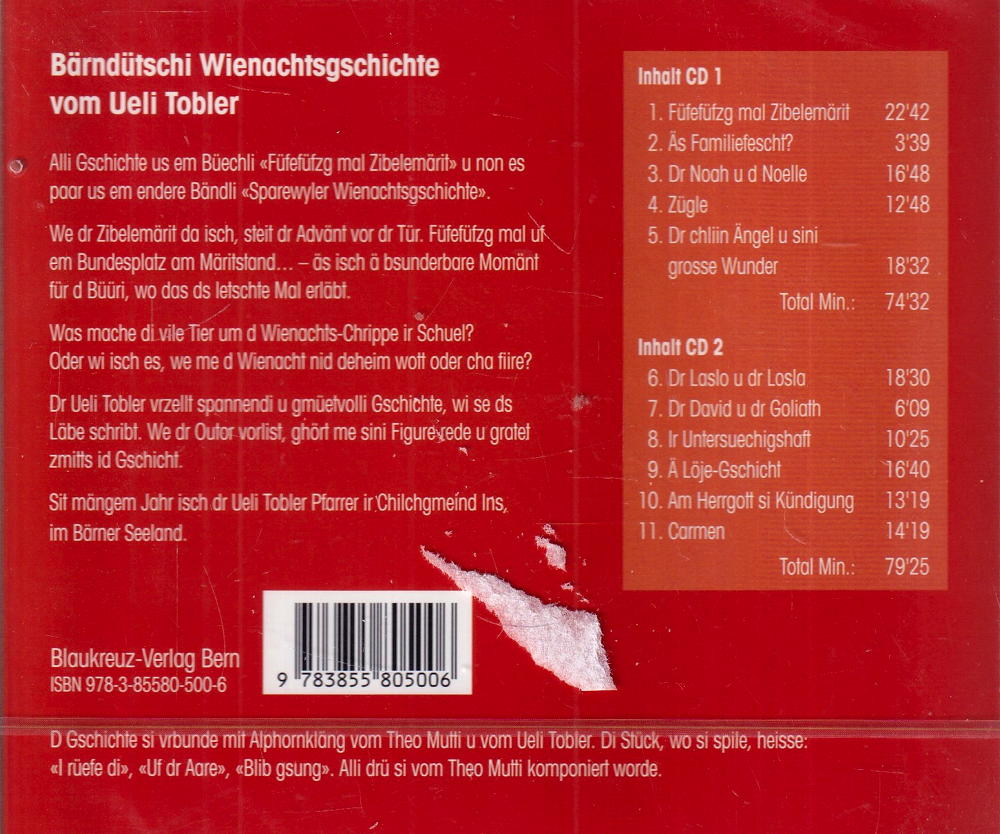 Bärndütschi Wienachtsgschichte
vom Ueli Tobler
Alli Gschichte us em Büechli «Füfefüfzg mal Zibelemärit» u non es
paar us em endere Bändli «Sparewyler Wienachtsgschichte».
We dr Zibelemärit da isch, steit dr Advänt vor dr Tür. Füfefüfzg mal uf
em Bundesplatz am Märitstand... – äs isch ä bsunderbare Momänt
für d Büüri, wo das ds letschte Mal erläbt.
Was mache di vile Tier um d Wienachts-Chrippe ir Schuel?
Oder wi isch es, we me d Wienacht nid deheim wott oder cha fiire?
Dr Ueli Tobler vrzellt spannendi u gmüetvolli Gschichte, wi se ds
Läbe schribt. We dr Outor vorlist, ghört me sini Figure rede u gratet
zmitts id Gschicht.
Sit mängem Jahr isch dr Ueli Tobler Pfarrer ir Chilchgmeind Ins,
im Bärner Seeland.
Blaukreuz-Verlag Bern
ISBN 978-3-85580-500-6
9 783855 805006
Inhalt CD 1
1. Füfefüfzg mal Zibelemärit 22'42
2. Äs Familiefescht? 3'39
3. Dr Noah u d Noelle 16'48
4. Zügle 12'48
5. Dr chliin Ängel u sini
grosse Wunder 18'32
Total Min.: 74'32
Inhalt CD 2
6. Dr Laslo u dr Losla 18'30
7. Dr David u dr Goliath 6'09
8. Ir Untersuechigshaft 10'25
9. Ä Löje-Gschicht 16'40
10. Am Herrgott si Kündigung 13'19
11. Carmen 14'19
Total Min.: 79'25
D Gschichte si vrbunde mit Alphornkläng vom Theo Mutti u vom Ueli Tobler. Di Stück, wo si spile, heisse:
«I rüefe di», «Uf dr Aare», «Blib gsung». Alli drü si vom Theo Mutti komponiert worde.